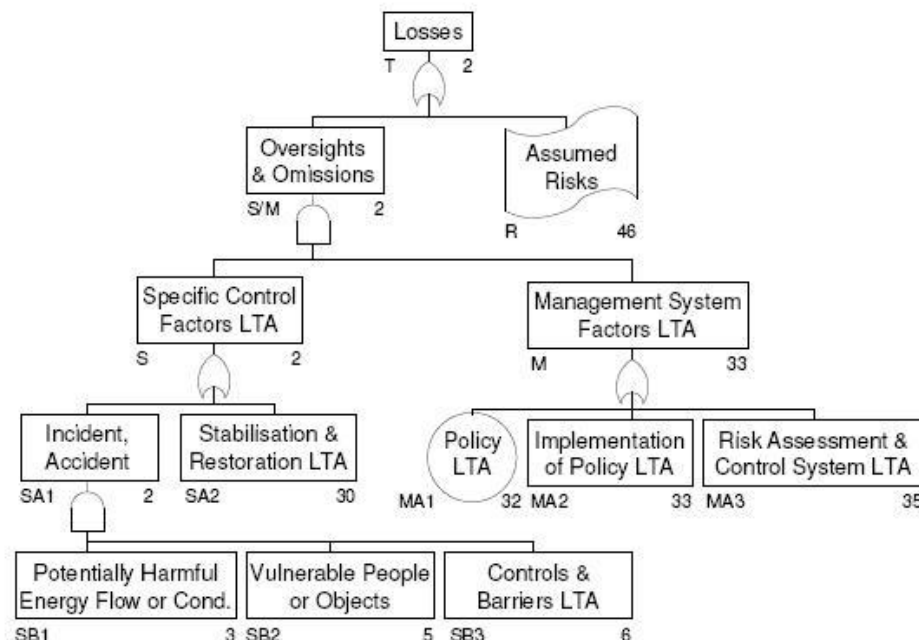 Losses
T 2
Oversights
& Omissions
S/M 2
Assumed
Risks
R 46
Specific Control
Factors LTA
S 2
Management System
Factors LTA
M 33
Incident,
Accident
SA1 2
Stabilisation &
Restoration LTA
SA2 30
Policy
LTA
MA1 32
Implementation
of Policy LTA
MA2 33
Risk Assessment &
Control System LTA
MA3 35
Potentially Harmful
Energy Flow or Cond.
SB1 3
Vulnerable People
or Objects
SB2 5
Controls &
Barriers LTA
SB3 6